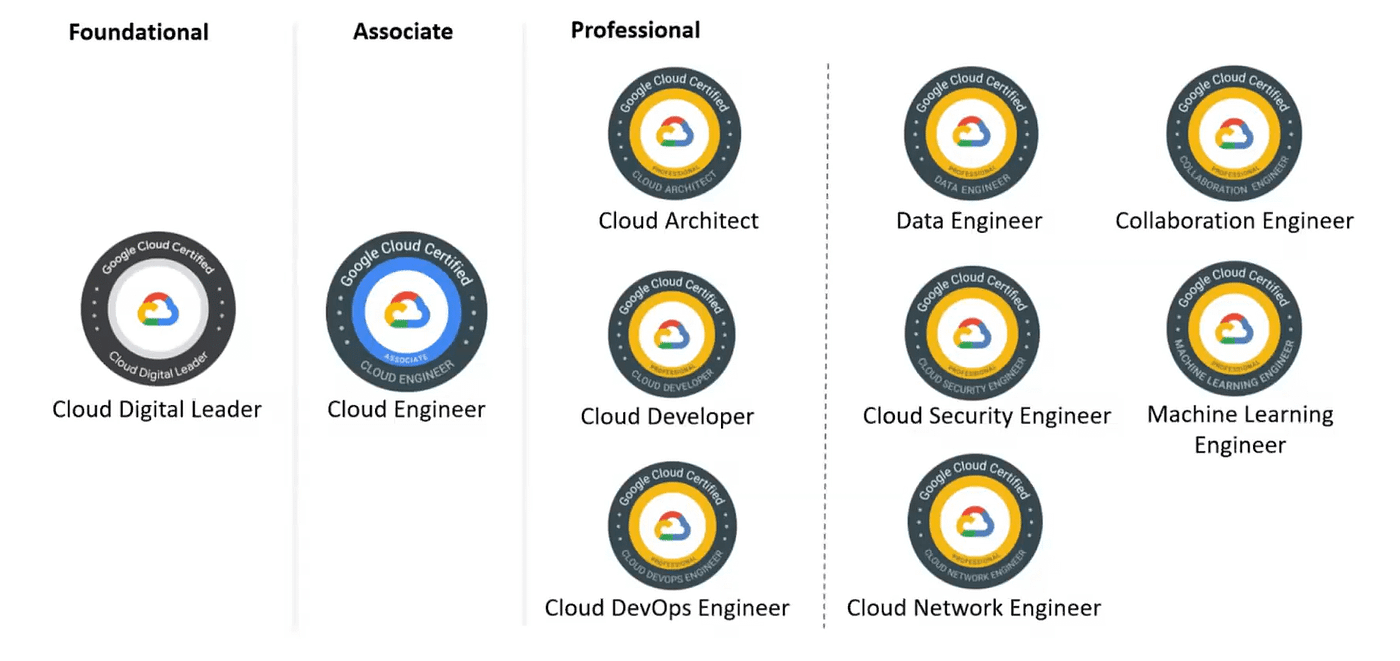 Foundational
Associate
Professional
Google Cloud Certified
Cloud Digital Leader
Cloud Digital Leader
Google Cloud Certified
ASSOCIATE
CLOUD ENGINEER
Cloud Engineer
Google Cloud Certified
PROFESSIONAL
CLOUD ARCHITECT
Cloud Architect
Google Cloud Certified
PROFESSIONAL
CLOUD DEVELOPER
Cloud Developer
Google Cloud Certified
PROFESSIONAL
CLOUD DEVOPS ENGINEER
Cloud DevOps Engineer
Google Cloud Certified
PROFESSIONAL
DATA ENGINEER
Data Engineer
Google Cloud Certified
PROFESSIONAL
CLOUD SECURITY ENGINEER
Cloud Security Engineer
Google Cloud Certified
PROFESSIONAL
CLOUD NETWORK ENGINEER
Cloud Network Engineer
Google Cloud Certified
PROFESSIONAL
COLLABORATION ENGINEER
Collaboration Engineer
Google Cloud Certified
PROFESSIONAL
MACHINE LEARNING ENGINEER
Machine Learning
Engineer